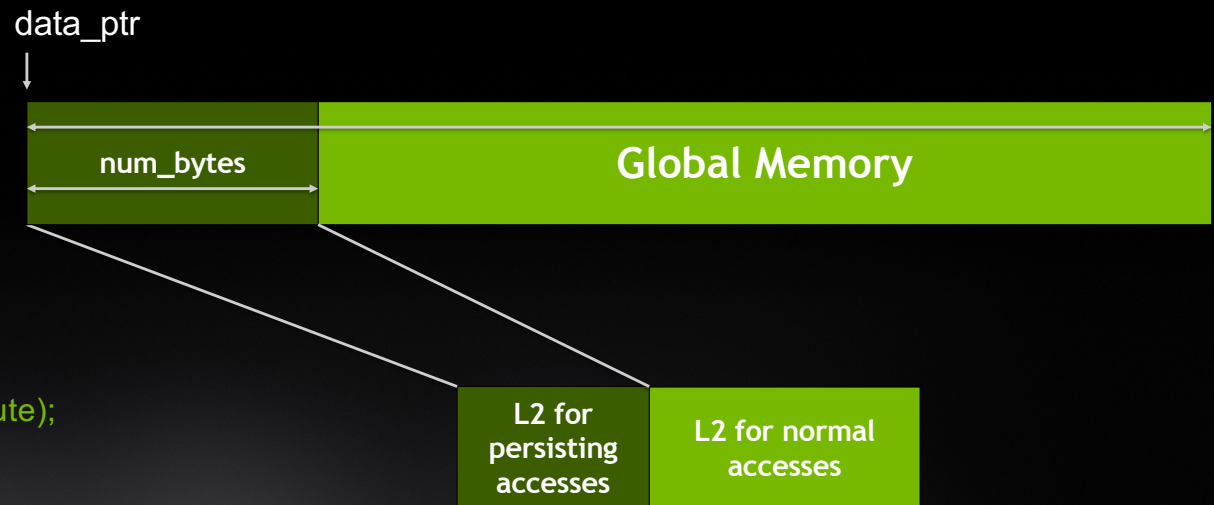 data_ptr
num_bytes
Global Memory
ute);
L2 for
persisting
accesses
L2 for normal
accesses